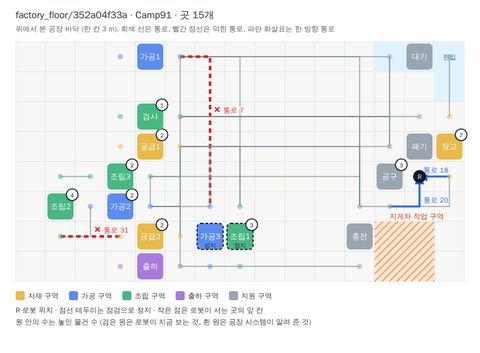 factory_floor/352a04f33a · Camp91 · 곳 15개
위에서 본 공장 바닥 (한 칸 3 m). 회색 선은 통로, 빨간 점선은 막힌 통로, 파란 화살표는 한 방향 통로
가공1
대기
진입
1
✕ 통로 7
검사
2
7
공급1
폐기
창고
2
3
통로 18
조립3
공구
R
4
2
통로 20
조립2
가공2
지게차 작업 구역
✕ 통로 31
2
3
공급2
가공3
조립1
충전
출하
자재 구역
가공 구역
조립 구역
출하 구역
지원 구역
R 로봇 위치 · 점선 테두리는 점검으로 정지 · 작은 점은 로봇이 서는 곳의 앞 칸
원 안의 수는 놓인 물건 수 (검은 원은 로봇이 지금 보는 것, 흰 원은 공장 시스템이 알려 준 것)